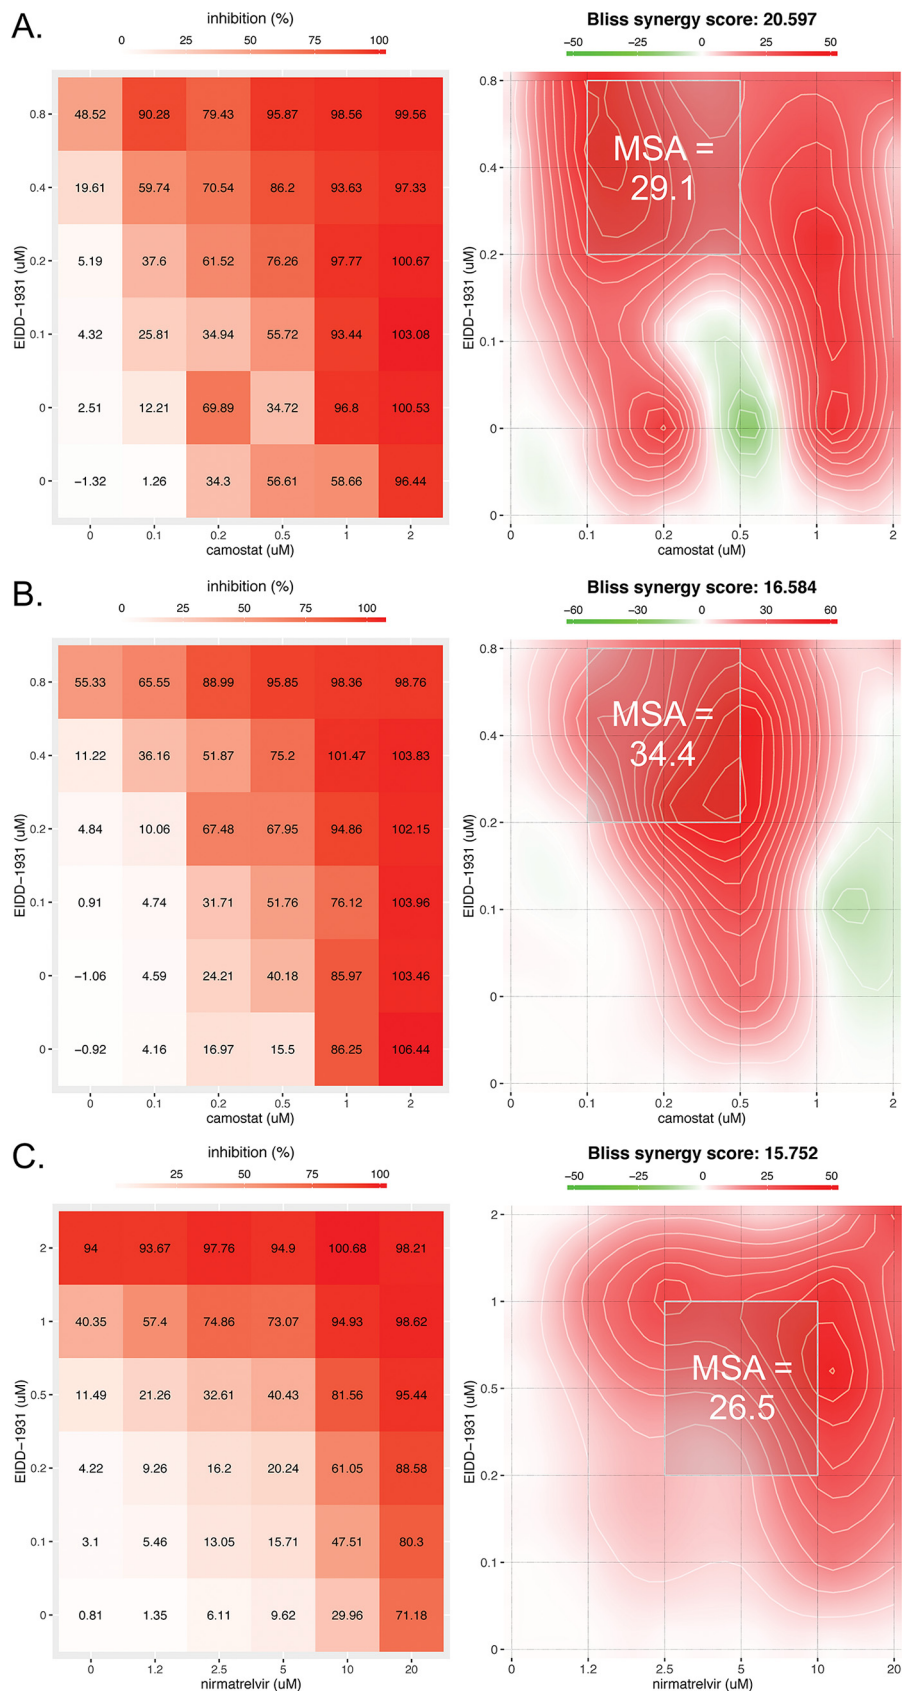 A.
inhibition (%)
0 25 50 75 100
EIDD−1931 (uM)
0.8 48.52 90.28 79.43 95.87 98.56 99.56
0.4 19.61 59.74 70.54 86.2 93.63 97.33
0.2 5.19 37.6 61.52 76.26 97.77 100.67
0.1 4.32 25.81 34.94 55.72 93.44 103.08
0 2.51 12.21 69.89 34.72 96.8 100.53
0 −1.32 1.26 34.3 56.61 58.66 96.44
0 0.1 0.2 0.5 1 2
camostat (uM)
Bliss synergy score: 20.597
−50 −25 0 25 50
EIDD−1931 (uM)
0.8
0.4
0.2
0.1
0
0
MSA =
29.1
0 0.1 0.2 0.5 1 2
camostat (uM)
B.
inhibition (%)
0 25 50 75 100
EIDD−1931 (uM)
0.8 55.33 65.55 88.99 95.85 98.36 98.76
0.4 11.22 36.16 51.87 75.2 101.47 103.83
0.2 4.84 10.06 67.48 67.95 94.86 102.15
0.1 0.91 4.74 31.71 51.76 76.12 103.96
0 −1.06 4.59 24.21 40.18 85.97 103.46
0 −0.92 4.16 16.97 15.5 86.25 106.44
0 0.1 0.2 0.5 1 2
camostat (uM)
Bliss synergy score: 16.584
−60 −30 0 30 60
EIDD−1931 (uM)
0.8
0.4
0.2
0.1
0
0
MSA =
34.4
0 0.1 0.2 0.5 1 2
camostat (uM)
C.
inhibition (%)
25 50 75 100
EIDD−1931 (uM)
2 94 93.67 97.76 94.9 100.68 98.21
1 40.35 57.4 74.86 73.07 94.93 98.62
0.5 11.49 21.26 32.61 40.43 81.56 95.44
0.2 4.22 9.26 16.2 20.24 61.05 88.58
0.1 3.1 5.46 13.05 15.71 47.51 80.3
0 0.81 1.35 6.11 9.62 29.96 71.18
0 1.2 2.5 5 10 20
nirmatrelvir (uM)
Bliss synergy score: 15.752
−50 −25 0 25 50
EIDD−1931 (uM)
2
1
0.5
0.2
0.1
0
MSA =
26.5
0 1.2 2.5 5 10 20
nirmatrelvir (uM)